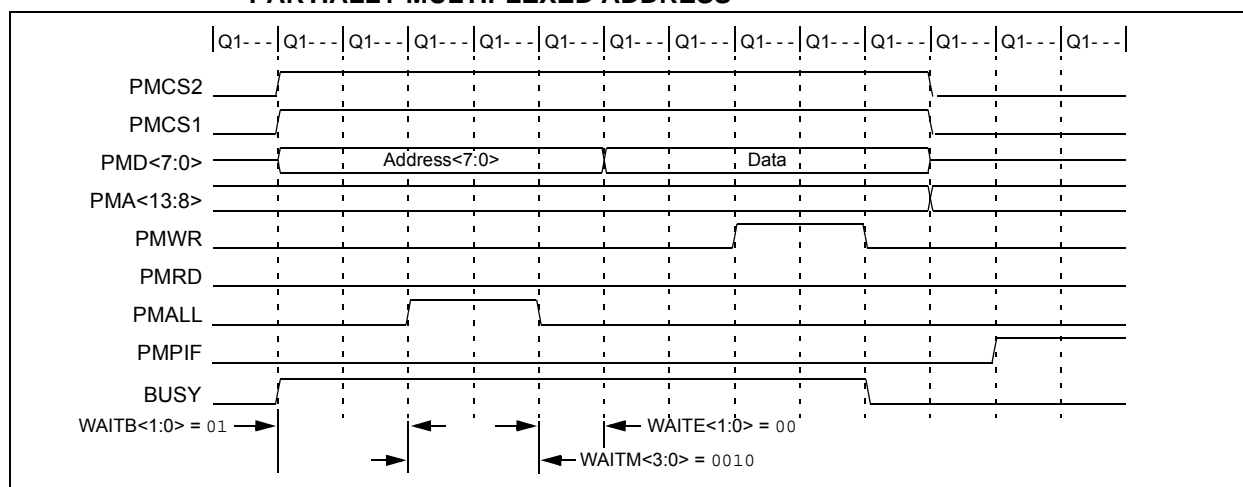 PARTIALLY MULTIPLEXED ADDRESS
Q1- - - Q1- - - Q1- - - Q1- - - Q1- - - Q1- - - Q1- - - Q1- - - Q1- - - Q1- - - Q1- - - Q1- - - Q1- - - Q1- - -
PMCS2
PMCS1
PMD<7:0> Address<7:0> Data
PMA<13:8>
PMWR
PMRD
PMALL
PMPIF
BUSY
WAITB<1:0> = 01 WAITE<1:0> = 00
WAITM<3:0> = 0010